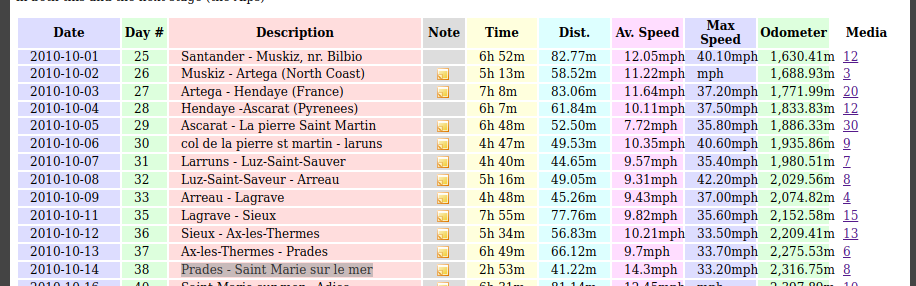 Date Day # Description Note Time Dist. Av. Speed Max Speed Odometer Media
2010-10-01 25 Santander - Muskiz, nr. Bilbio 6h 52m 82.77m 12.05mph 40.10mph 1,630.41m 12
2010-10-02 26 Muskiz - Artega (North Coast) 5h 13m 58.52m 11.22mph mph 1,688.93m 3
2010-10-03 27 Artega - Hendaye (France) 7h 8m 83.06m 11.64mph 37.20mph 1,771.99m 20
2010-10-04 28 Hendaye -Ascarat (Pyrenees) 6h 7m 61.84m 10.11mph 37.50mph 1,833.83m 12
2010-10-05 29 Ascarat - La pierre Saint Martin 6h 48m 52.50m 7.72mph 35.80mph 1,886.33m 30
2010-10-06 30 col de la pierre st martin - laruns 4h 47m 49.53m 10.35mph 40.60mph 1,935.86m 9
2010-10-07 31 Larruns - Luz-Saint-Sauver 4h 40m 44.65m 9.57mph 35.40mph 1,980.51m 7
2010-10-08 32 Luz-Saint-Saveur - Arreau 5h 16m 49.05m 9.31mph 42.20mph 2,029.56m 8
2010-10-09 33 Arreau - Lagrave 4h 48m 45.26m 9.43mph 37.00mph 2,074.82m 4
2010-10-11 35 Lagrave - Sieux 7h 55m 77.76m 9.82mph 35.60mph 2,152.58m 15
2010-10-12 36 Sieux - Ax-les-Thermes 5h 34m 56.83m 10.21mph 33.50mph 2,209.41m 13
2010-10-13 37 Ax-les-Thermes - Prades 6h 49m 66.12m 9.7mph 33.70mph 2,275.53m 6
2010-10-14 38 Prades - Saint Marie sur le mer 2h 53m 41.22m 14.3mph 33.20mph 2,316.75m 8